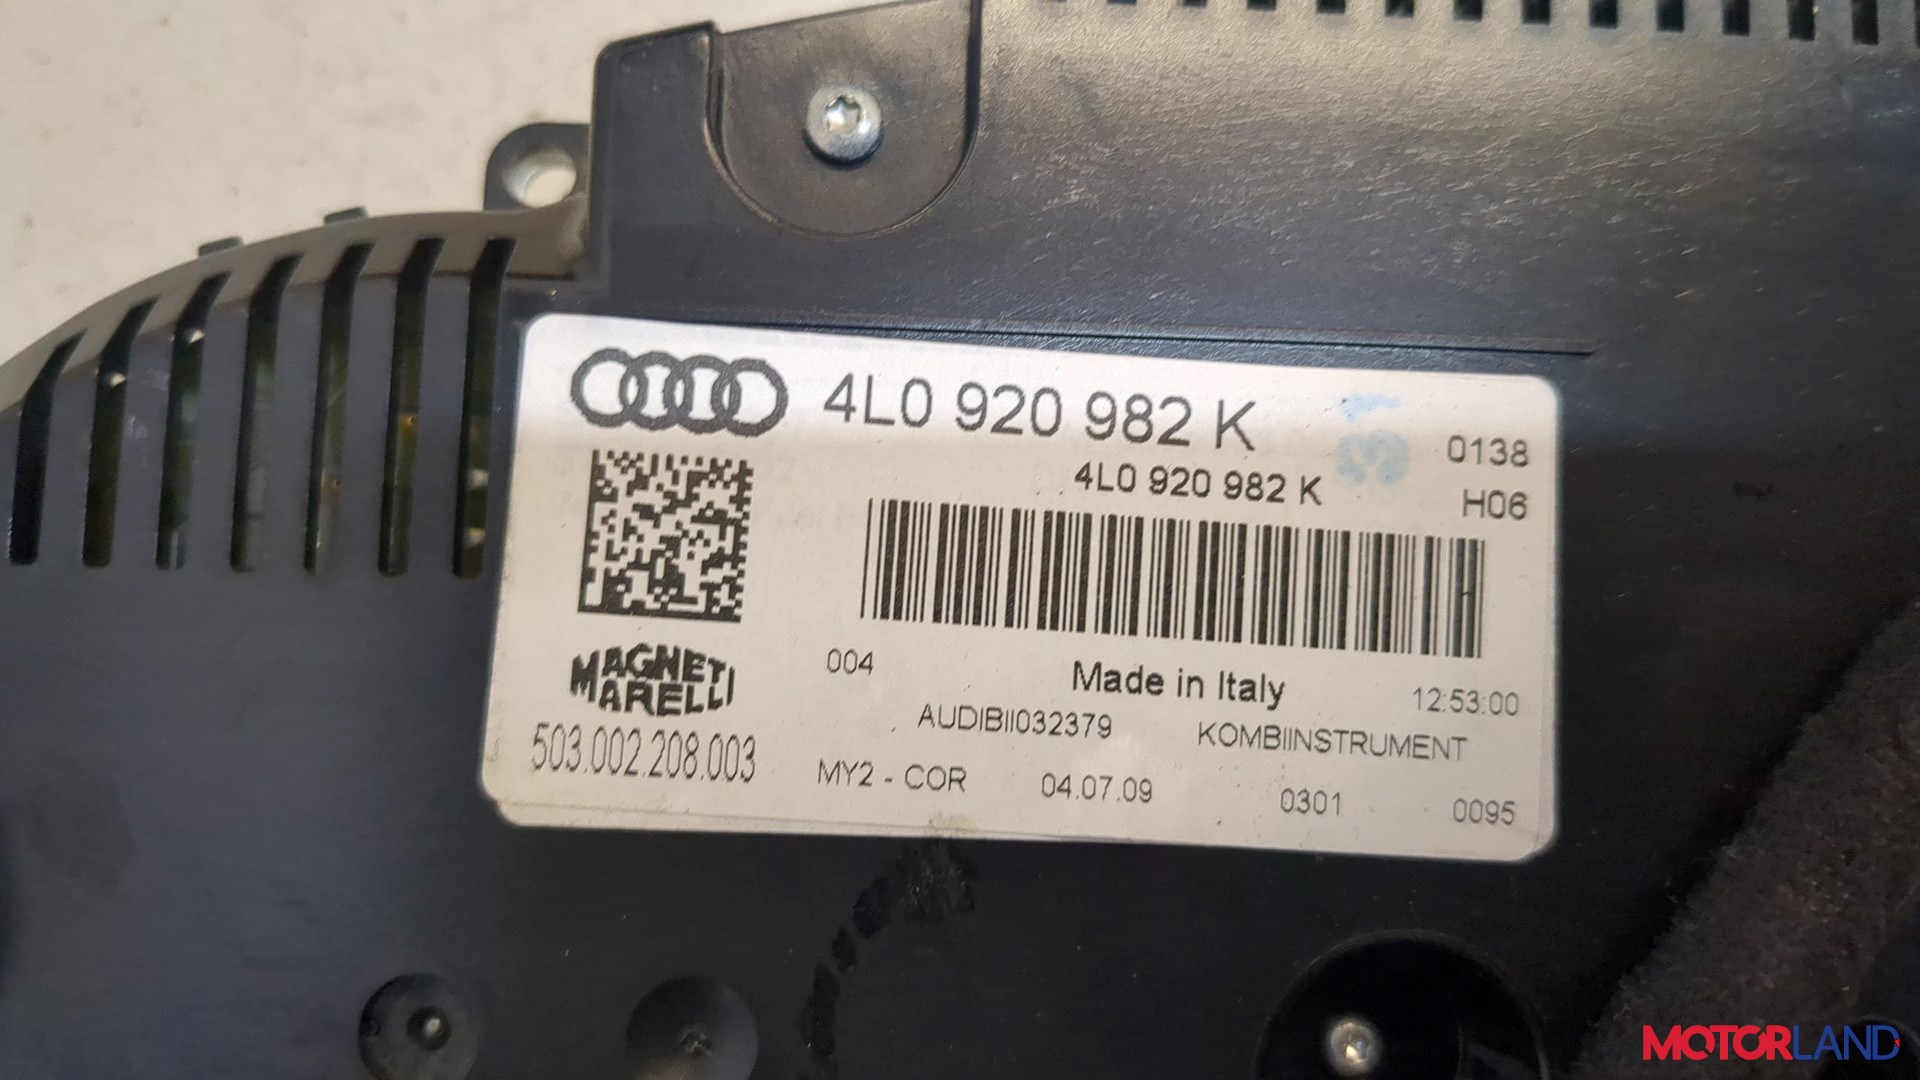 4L0 920 982 K
0138
4L0 920 982 K
H06
MAGNETI
MARELLI
004
Made in Italy
12:53:00
503.002.208.003
AUDIBII032379
KOMBIINSTRUMENT
MY2 - COR
04.07.09
0301
0095
MOTORLAND